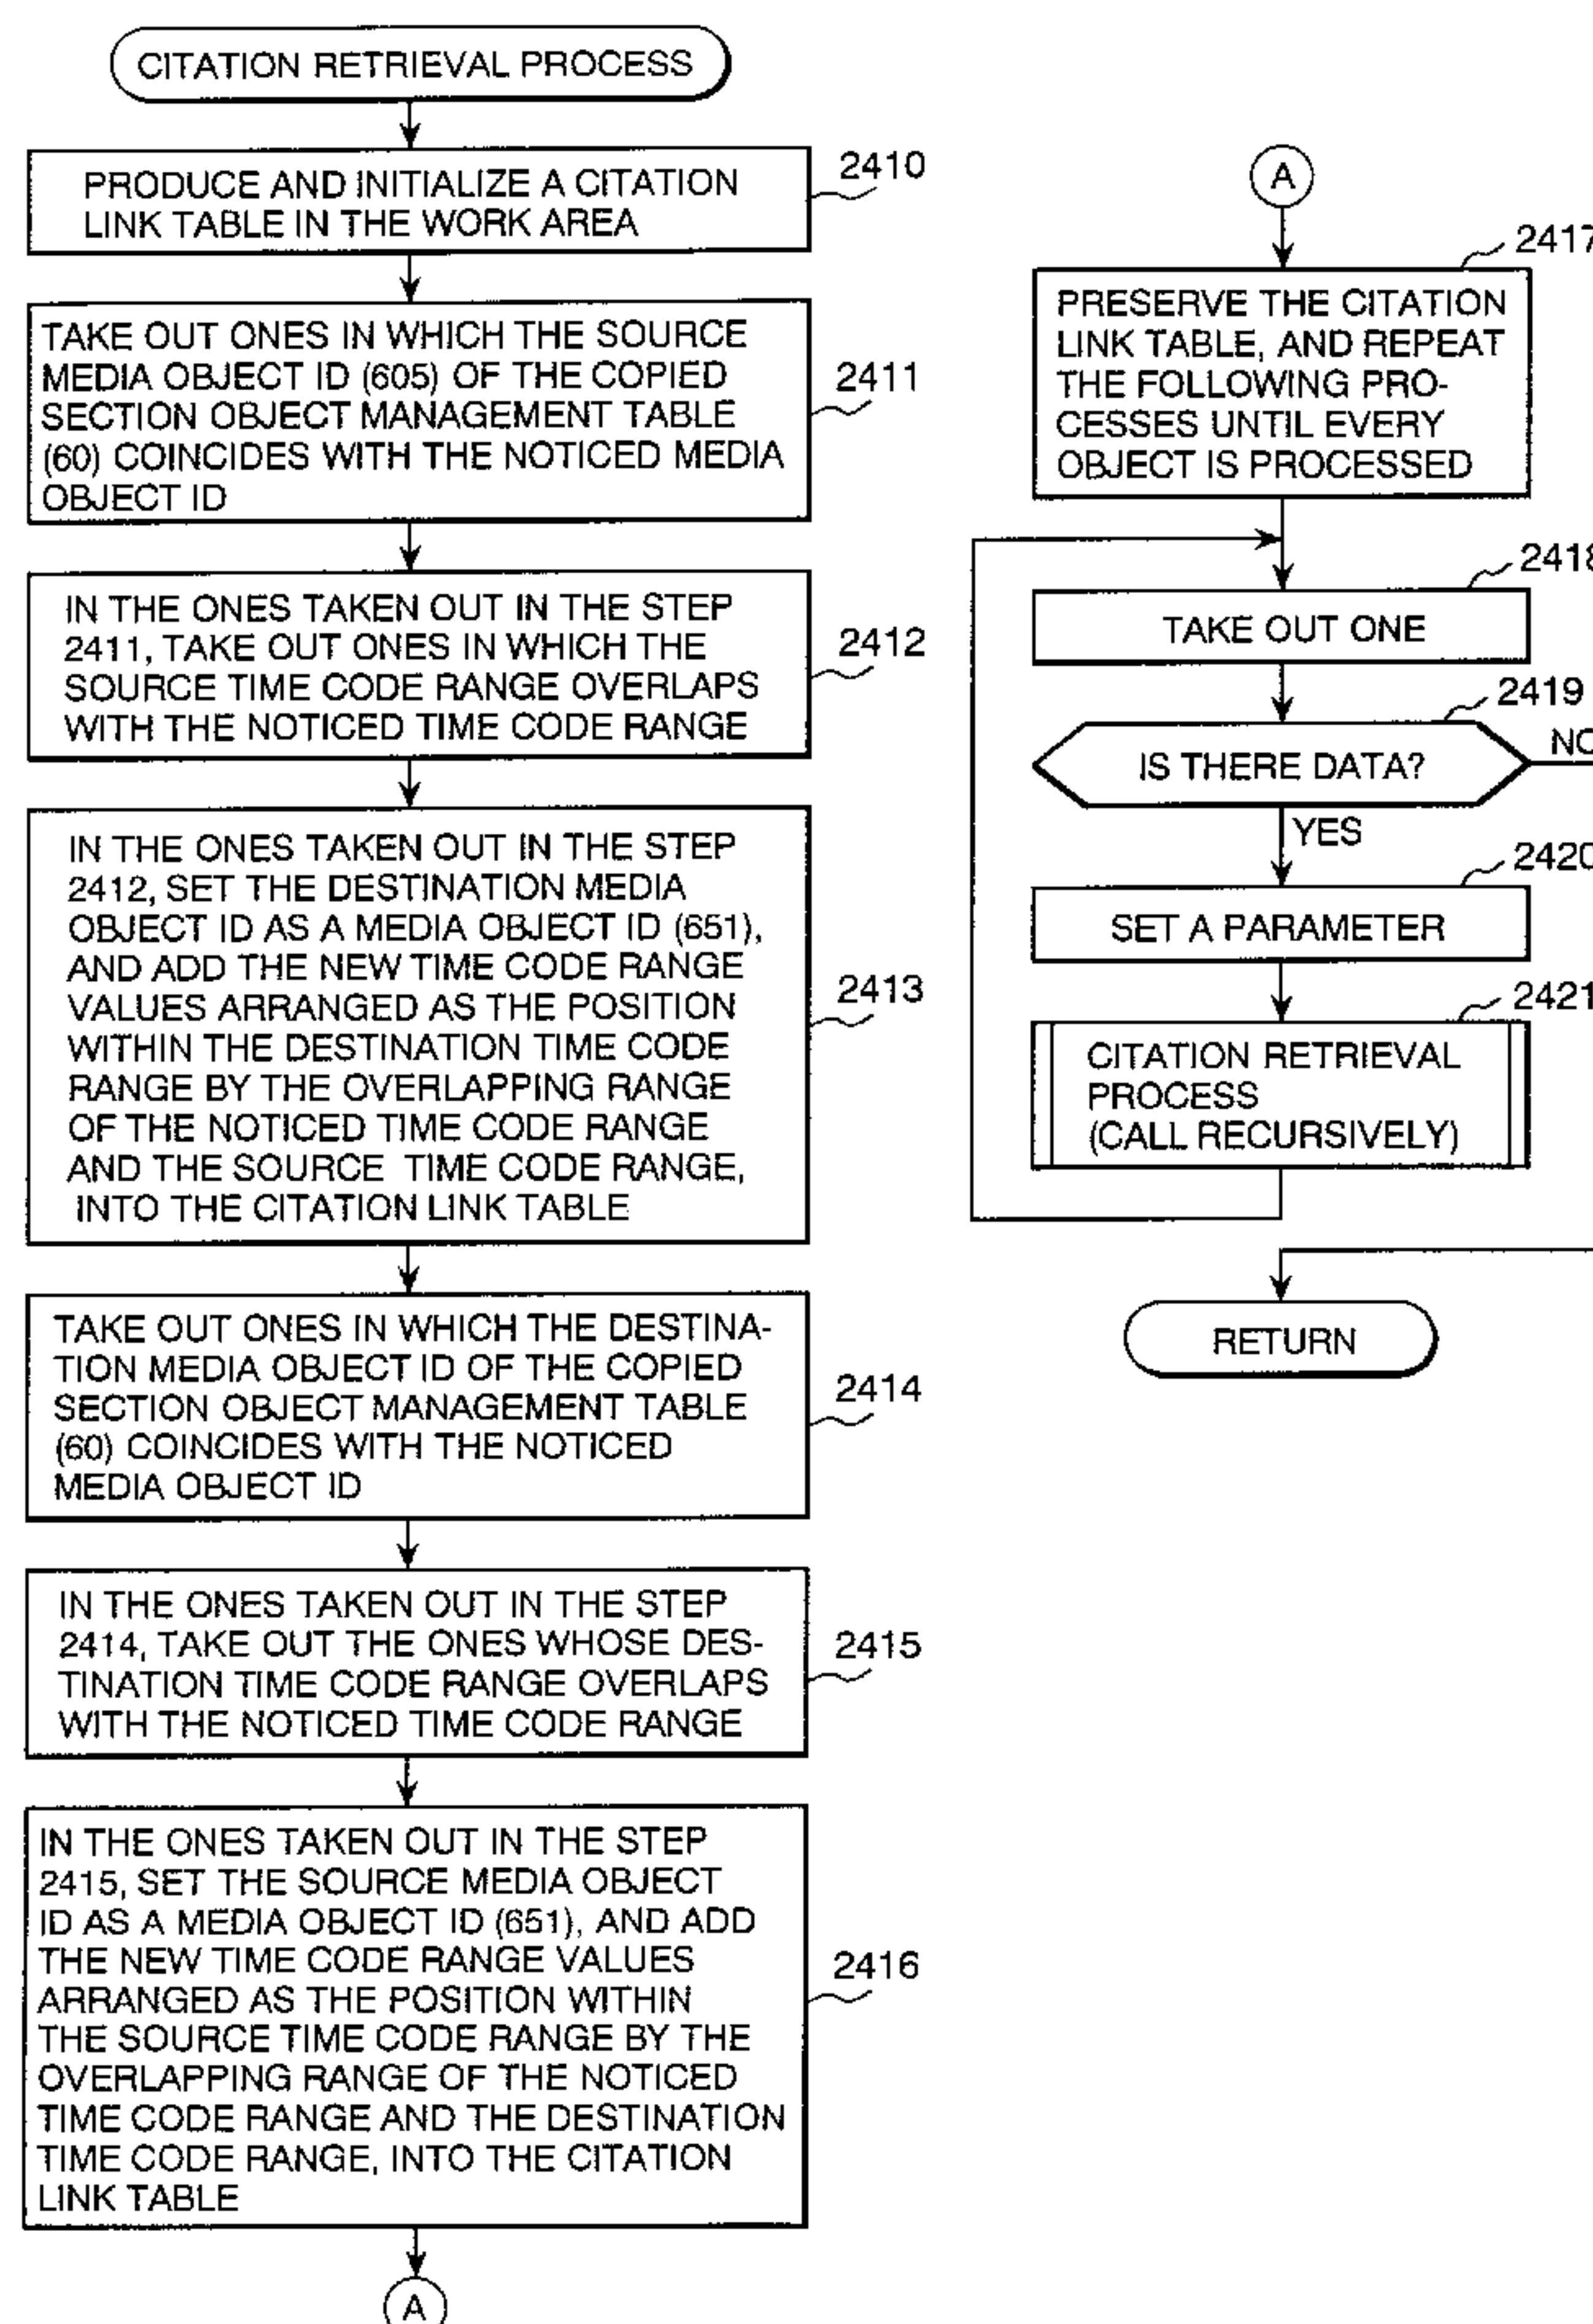 CITATION RETRIEVAL PROCESS
2410
PRODUCE AND INITIALIZE A CITATION
LINK TABLE IN THE WORK AREA
TAKE OUT ONES IN WHICH THE SOURCE
MEDIA OBJECT ID (605) OF THE COPIED
SECTION OBJECT MANAGEMENT TABLE
(60) COINCIDES WITH THE NOTICED MEDIA
OBJECT ID
2411
IN THE ONES TAKEN OUT IN THE STEP
2411, TAKE OUT ONES IN WHICH THE
SOURCE TIME CODE RANGE OVERLAPS
WITH THE NOTICED TIME CODE RANGE
2412
IN THE ONES TAKEN OUT IN THE STEP
2412, SET THE DESTINATION MEDIA
OBJECT ID AS A MEDIA OBJECT ID (651),
AND ADD THE NEW TIME CODE RANGE
VALUES ARRANGED AS THE POSITION
WITHIN THE DESTINATION TIME CODE
RANGE BY THE OVERLAPPING RANGE
OF THE NOTICED TIME CODE RANGE
AND THE SOURCE TIME CODE RANGE,
INTO THE CITATION LINK TABLE
2413
TAKE OUT ONES IN WHICH THE DESTINA-
TION MEDIA OBJECT ID OF THE COPIED
SECTION OBJECT MANAGEMENT TABLE
(60) COINCIDES WITH THE NOTICED
MEDIA OBJECT ID
2414
IN THE ONES TAKEN OUT IN THE STEP
2414, TAKE OUT THE ONES WHOSE DES-
TINATION TIME CODE RANGE OVERLAPS
WITH THE NOTICED TIME CODE RANGE
2415
IN THE ONES TAKEN OUT IN THE STEP
2415, SET THE SOURCE MEDIA OBJECT
ID AS A MEDIA OBJECT ID (651), AND ADD
THE NEW TIME CODE RANGE VALUES
ARRANGED AS THE POSITION WITHIN
THE SOURCE TIME CODE RANGE BY THE
OVERLAPPING RANGE OF THE NOTICED
TIME CODE RANGE AND THE DESTINATION
TIME CODE RANGE, INTO THE CITATION
LINK TABLE
2416
A
A
2417
PRESERVE THE CITATION
LINK TABLE, AND REPEAT
THE FOLLOWING PRO-
CESSES UNTIL EVERY
OBJECT IS PROCESSED
2418
TAKE OUT ONE
2419
IS THERE DATA?
NO
YES
2420
SET A PARAMETER
2421
CITATION RETRIEVAL
PROCESS
(CALL RECURSIVELY)
RETURN